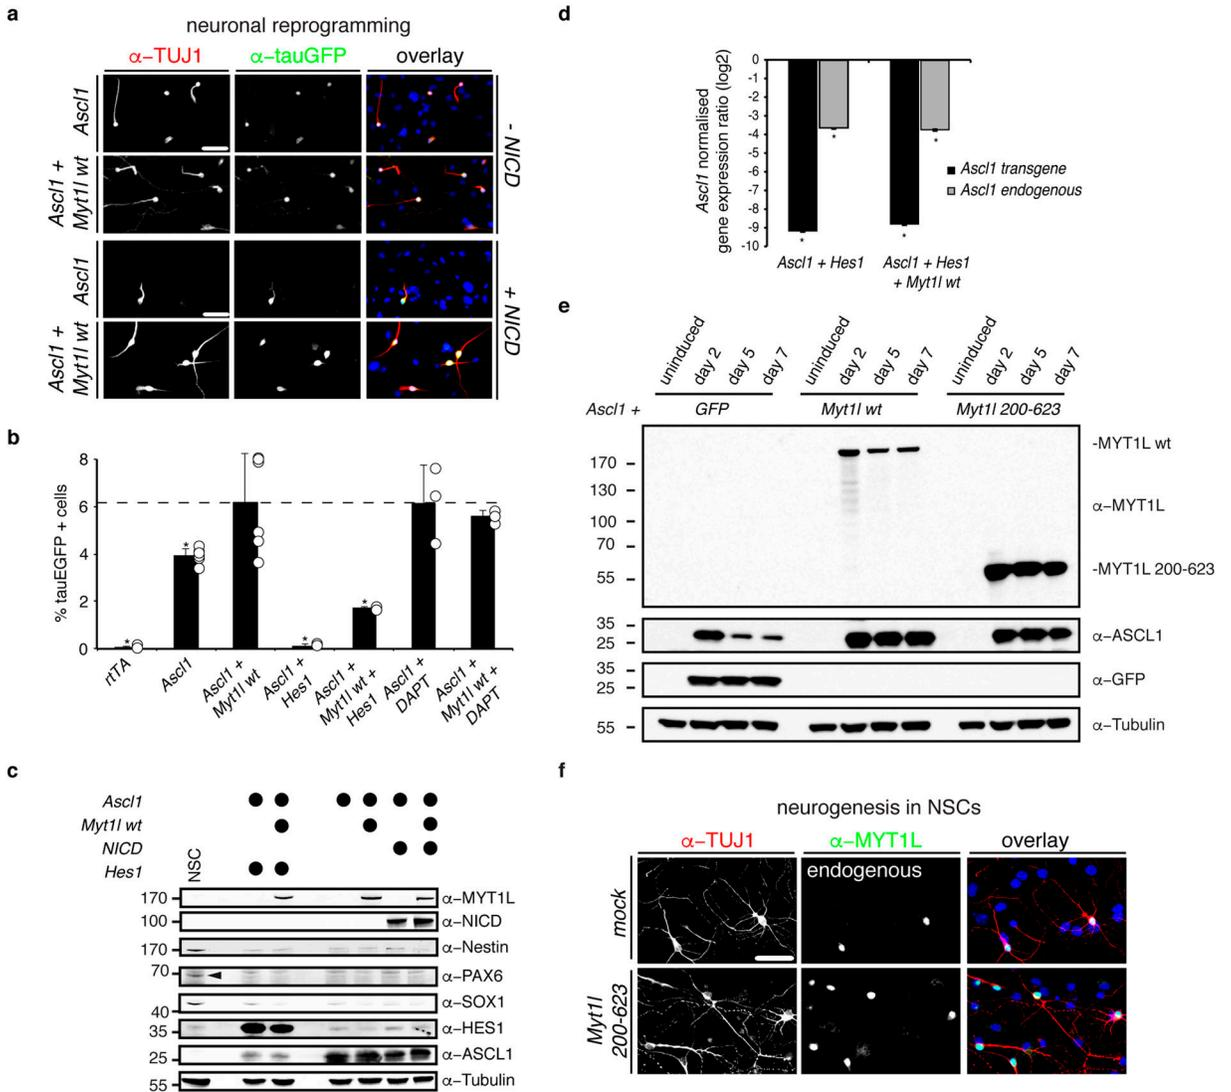 a
neuronal reprogramming
α–TUJ1 α–tauGFP overlay
Ascl1
Ascl1 +
Myt1l wt
- NICD
Ascl1
Ascl1 +
Myt1l wt
+ NICD
b
% tauEGFP + cells
8
6
4
2
0
*
*
*
*
rtTA
Ascl1
Ascl1 +
Myt1l wt
Ascl1 +
Hes1
Ascl1 +
Myt1l wt +
Hes1
Ascl1 +
DAPT
Ascl1 +
Myt1l wt +
DAPT
c
Ascl1
Myt1l wt
NICD
Hes1
NSC
170 α–MYT1L
100 α–NICD
170 α–Nestin
70 α–PAX6
α–SOX1
40
35 α–HES1
25 α–ASCL1
55 α–Tubulin
d
Ascl1 normalised
gene expression ratio (log2)
0
-1
-2
-3
-4
-5
-6
-7
-8
-9
-10
*
*
*
*
Ascl1 transgene
Ascl1 endogenous
Ascl1 + Hes1
Ascl1 + Hes1
+ Myt1l wt
e
uninduced
day 2
day 5
day 7
uninduced
day 2
day 5
day 7
uninduced
day 2
day 5
day 7
Ascl1 + GFP Myt1l wt Myt1l 200-623
-MYT1L wt
170 –
130 –
α–MYT1L
100 –
70 –
-MYT1L 200-623
55 –
35 –
25 – α–ASCL1
35 –
25 – α–GFP
55 – α–Tubulin
f
neurogenesis in NSCs
α–TUJ1 α–MYT1L overlay
endogenous
mock
Myt1l
200-623